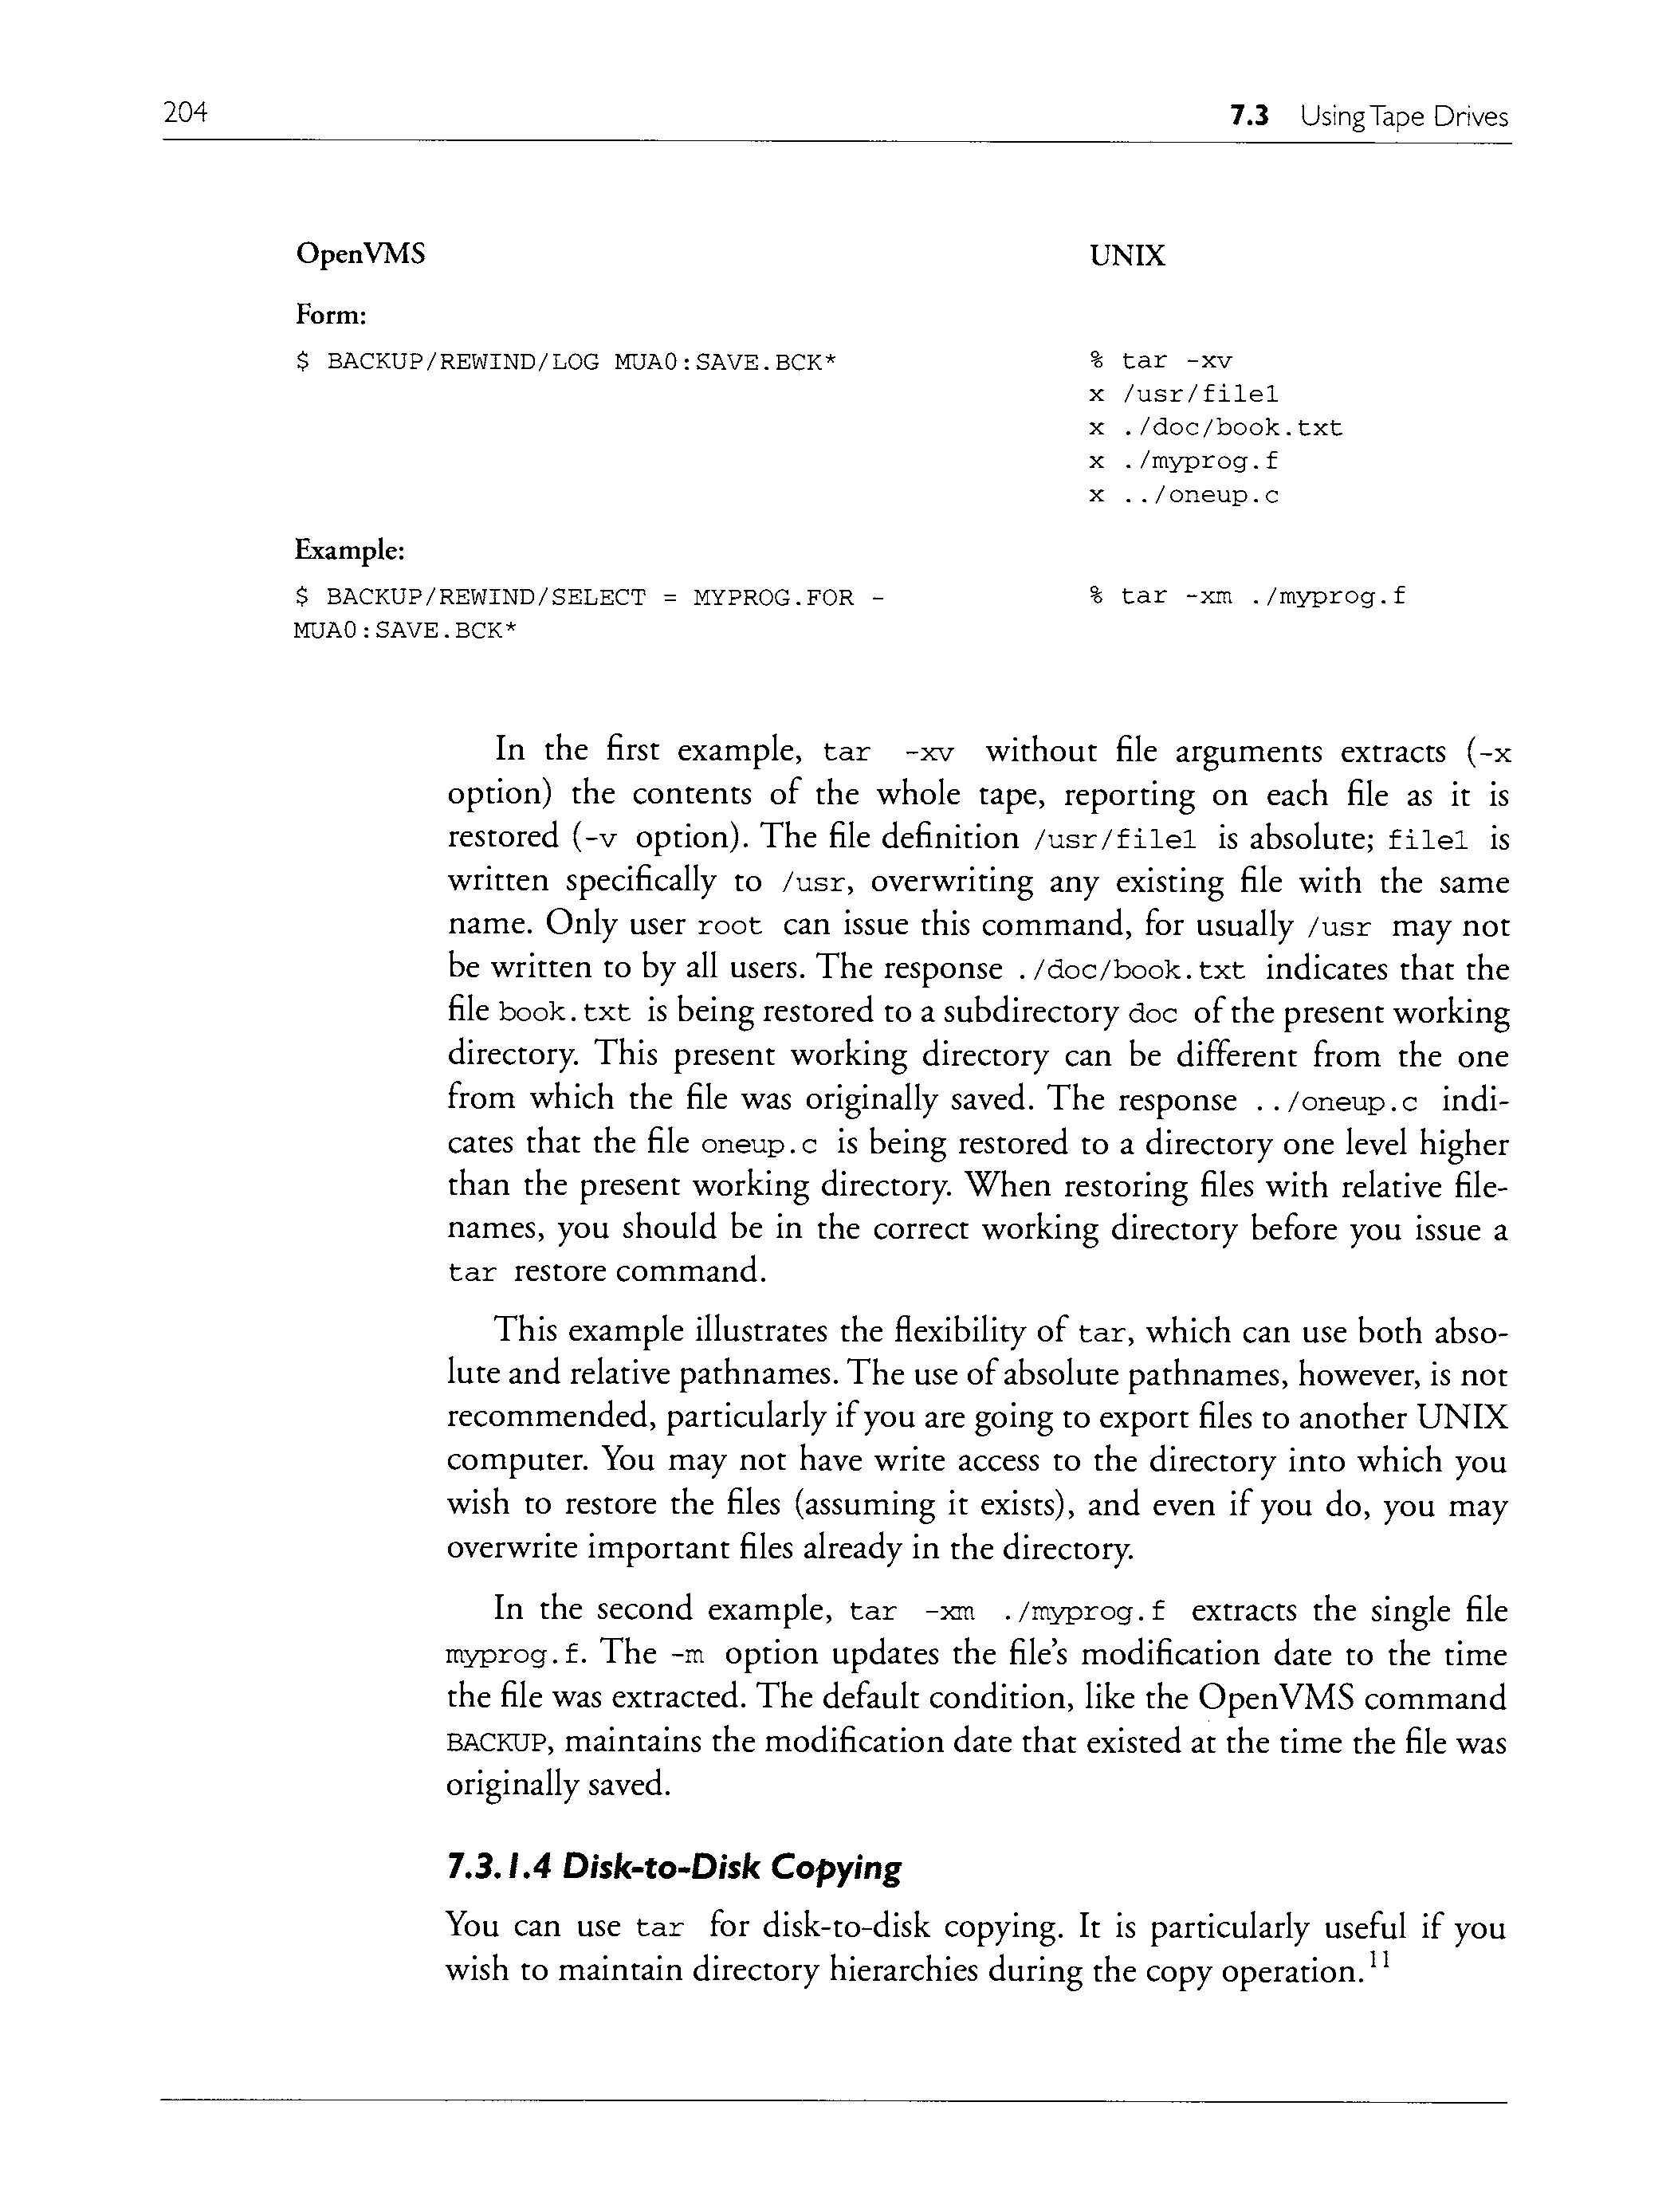 204
7.3 Using Tape Drives
OpenVMS
UNIX
Form:
$ BACKUP/REWIND/LOG MUA0:SAVE.BCK*
% tar -xv
x /usr/file1
x ./doc/book.txt
x ./myprog.f
x ../oneup.c
Example:
$ BACKUP/REWIND/SELECT = MYPROG.FOR -
MUA0:SAVE.BCK*
% tar -xm ./myprog.f
In the first example, tar -xv without file arguments extracts (-x
option) the contents of the whole tape, reporting on each file as it is
restored (-v option). The file definition /usr/file1 is absolute; file1 is
written specifically to /usr, overwriting any existing file with the same
name. Only user root can issue this command, for usually /usr may not
be written to by all users. The response ./doc/book.txt indicates that the
file book.txt is being restored to a subdirectory doc of the present working
directory. This present working directory can be different from the one
from which the file was originally saved. The response ../oneup.c indi-
cates that the file oneup.c is being restored to a directory one level higher
than the present working directory. When restoring files with relative file-
names, you should be in the correct working directory before you issue a
tar restore command.
This example illustrates the flexibility of tar, which can use both abso-
lute and relative pathnames. The use of absolute pathnames, however, is not
recommended, particularly if you are going to export files to another UNIX
computer. You may not have write access to the directory into which you
wish to restore the files (assuming it exists), and even if you do, you may
overwrite important files already in the directory.
In the second example, tar -xm ./myprog.f extracts the single file
myprog.f. The -m option updates the file's modification date to the time
the file was extracted. The default condition, like the OpenVMS command
BACKUP, maintains the modification date that existed at the time the file was
originally saved.
7.3.1.4 Disk-to-Disk Copying
You can use tar for disk-to-disk copying. It is particularly useful if you
wish to maintain directory hierarchies during the copy operation.11